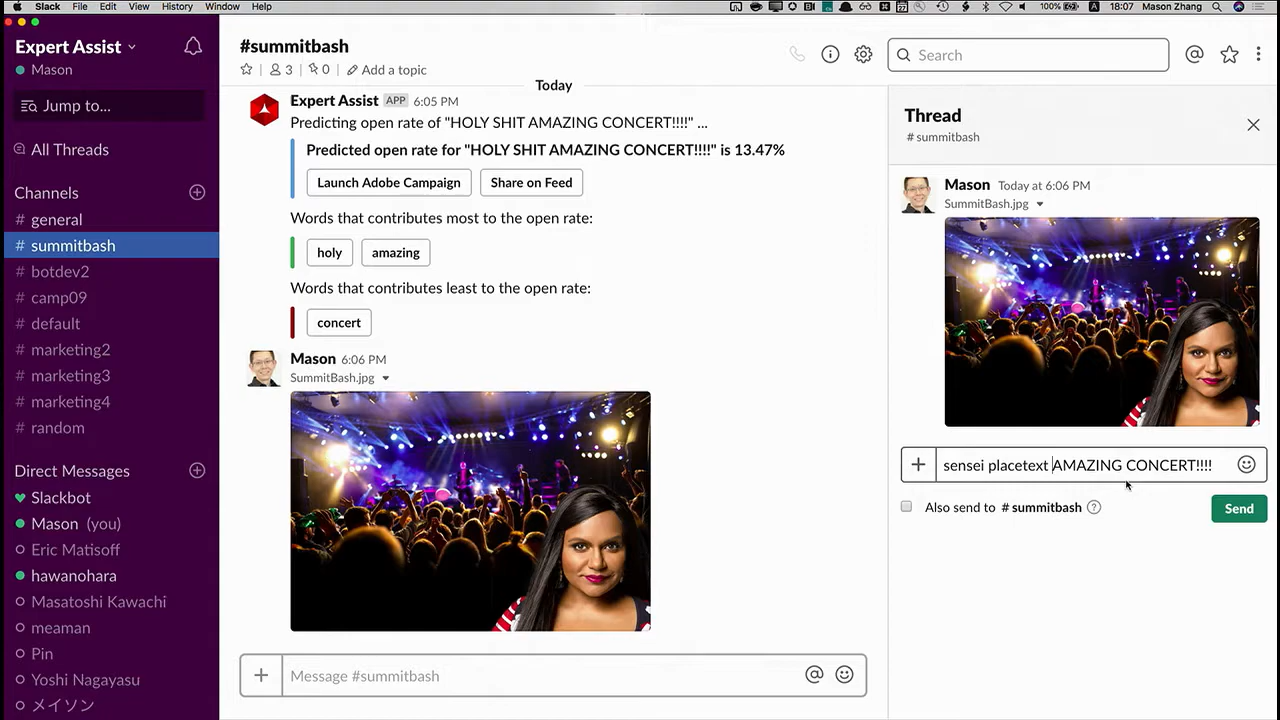 Slack File Edit View History Window Help
100% 18:07 Mason Zhang
Expert Assist
Mason
Jump to...
All Threads
Channels
# general
# summitbash
# botdev2
# camp09
# default
# marketing2
# marketing3
# marketing4
# random
Direct Messages
Slackbot
Mason (you)
Eric Matisoff
hawanohara
Masatoshi Kawachi
meaman
Pin
Yoshi Nagayasu
メイソン
#summitbash
3 | 0 | Add a topic
Search
Today
Expert Assist APP 6:05 PM
Predicting open rate of "HOLY SHIT AMAZING CONCERT!!!!" ...
Predicted open rate for "HOLY SHIT AMAZING CONCERT!!!!" is 13.47%
Launch Adobe Campaign Share on Feed
Words that contributes most to the open rate:
holy amazing
Words that contributes least to the open rate:
concert
Mason 6:06 PM
SummitBash.jpg
Message #summitbash
Thread
# summitbash
Mason Today at 6:06 PM
SummitBash.jpg
sensei placetext AMAZING CONCERT!!!!
Also send to # summitbash
Send